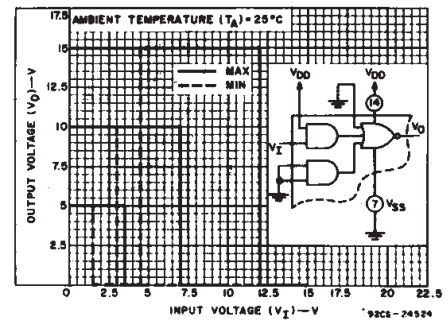 17.5
AMBIENT TEMPERATURE (TA) = 25°C
15
12.5
10
7.5
5
2.5
0
OUTPUT VOLTAGE (VO)—V
MAX
MIN
VDD
VDD
14
VI
VO
7
VSS
2.5
5
7.5
10
12.5
15
17.5
20
22.5
INPUT VOLTAGE (VI)—V
92CS-24524